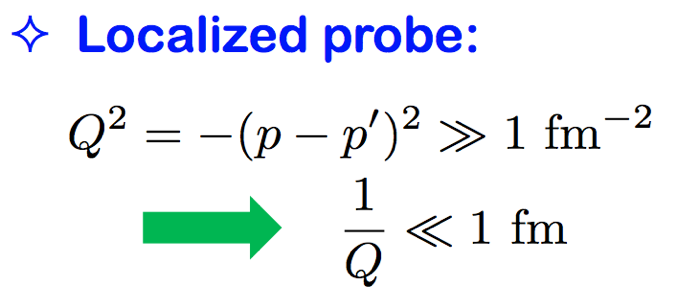 ✧ Localized probe:
Q² = −(p − p′)² ≫ 1 fm⁻²
1/Q ≪ 1 fm